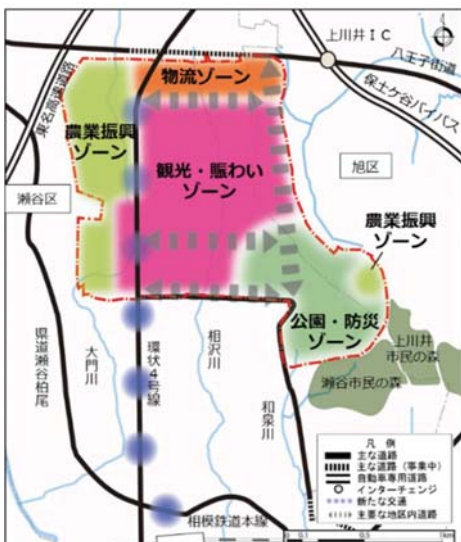 上川井IC
八王子街道
保土ケ谷バイパス
東名高速道路
物流ゾーン
農業振興
ゾーン
観光・賑わい
ゾーン
瀬谷区
旭区
農業振興
ゾーン
公園・防災
ゾーン
上川井
市民の森
瀬谷市民の森
県道瀬谷柏尾
大門川
環状4号線
相沢川
和泉川
相模鉄道本線
凡 例
主な道路
主な道路（事業中）
自動車専用道路
インターチェンジ
新たな交通
主要な地区内道路
0 0.1 0.5 1.0km